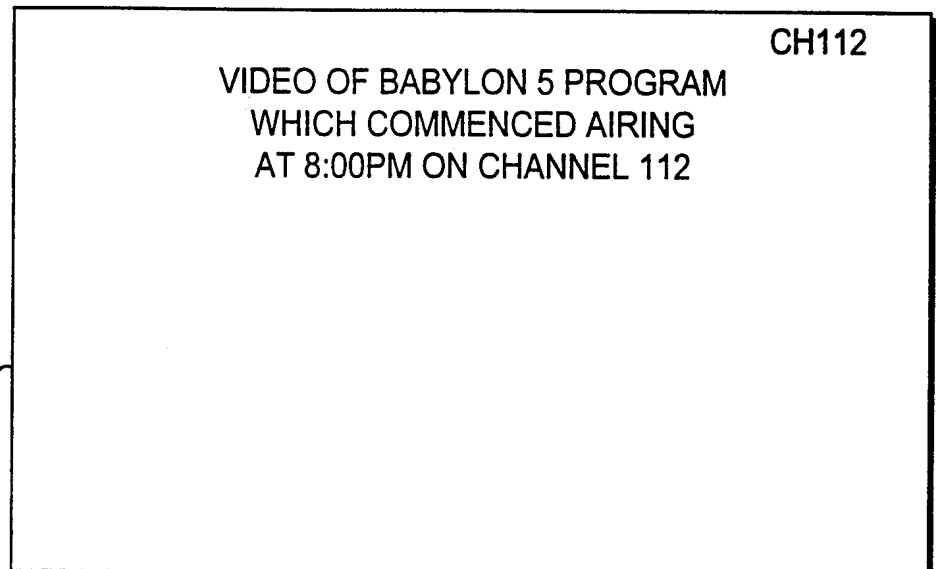 CH112
VIDEO OF BABYLON 5 PROGRAM
WHICH COMMENCED AIRING
AT 8:00PM ON CHANNEL 112